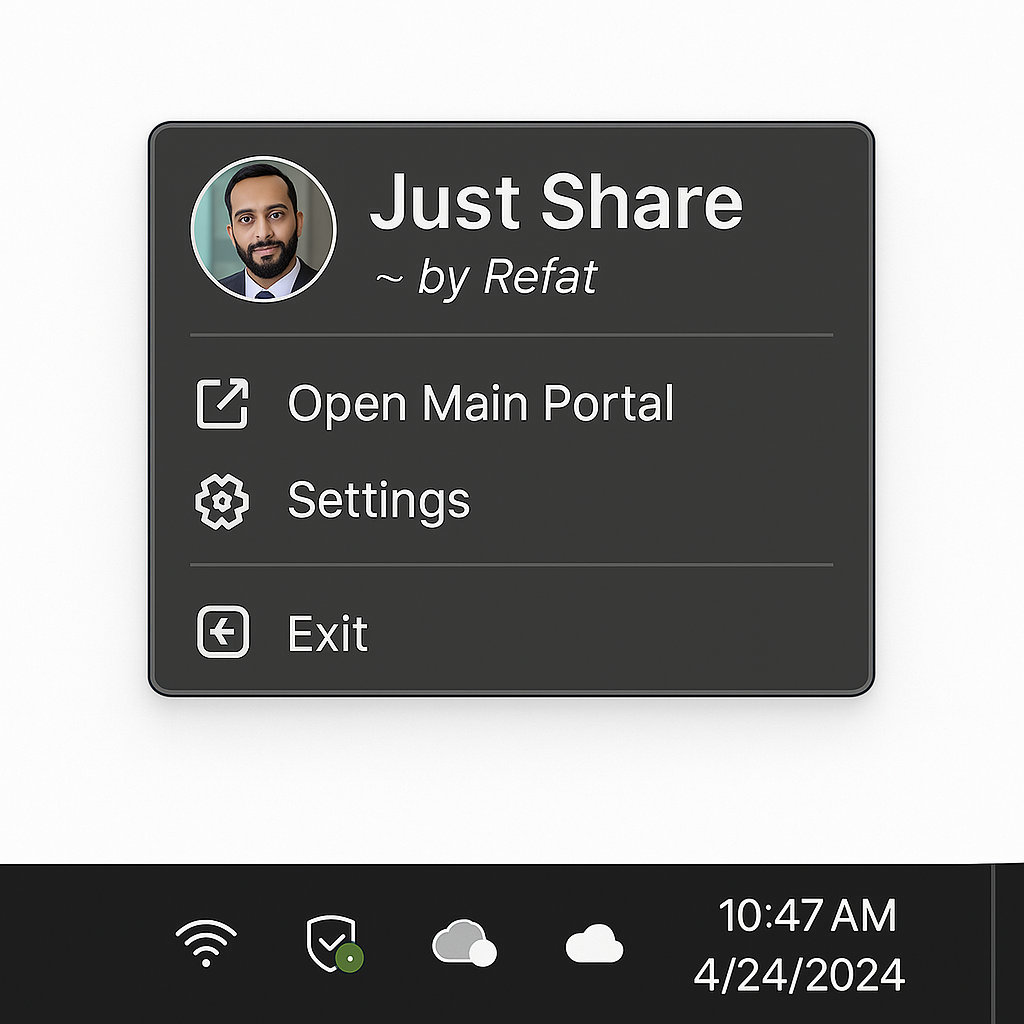 Just Share
~ by Refat
Open Main Portal
Settings
Exit
10:47 AM
4/24/2024